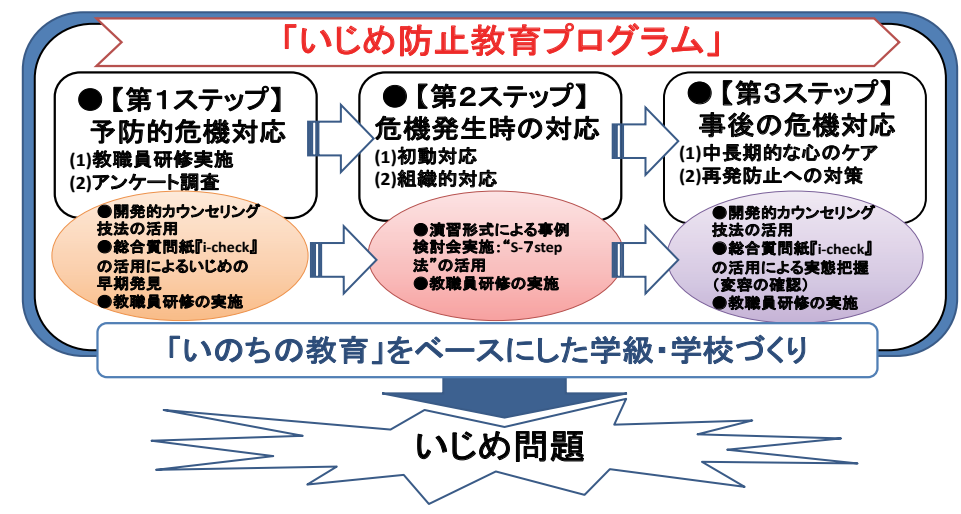 「いじめ防止教育プログラム」
●【第１ステップ】
予防的危機対応
(1)教職員研修実施
(2)アンケート調査
●開発的カウンセリング
技法の活用
●総合質問紙『i-check』
の活用によるいじめの
早期発見
●教職員研修の実施
●【第２ステップ】
危機発生時の対応
(1)初動対応
(2)組織的対応
●演習形式による事例
検討会実施：“S-7step
法”の活用
●教職員研修の実施
●【第３ステップ】
事後の危機対応
(1)中長期的な心のケア
(2)再発防止への対策
●開発的カウンセリング
技法の活用
●総合質問紙『i-check』
の活用による実態把握
（変容の確認）
●教職員研修の実施
「いのちの教育」をベースにした学級・学校づくり
いじめ問題